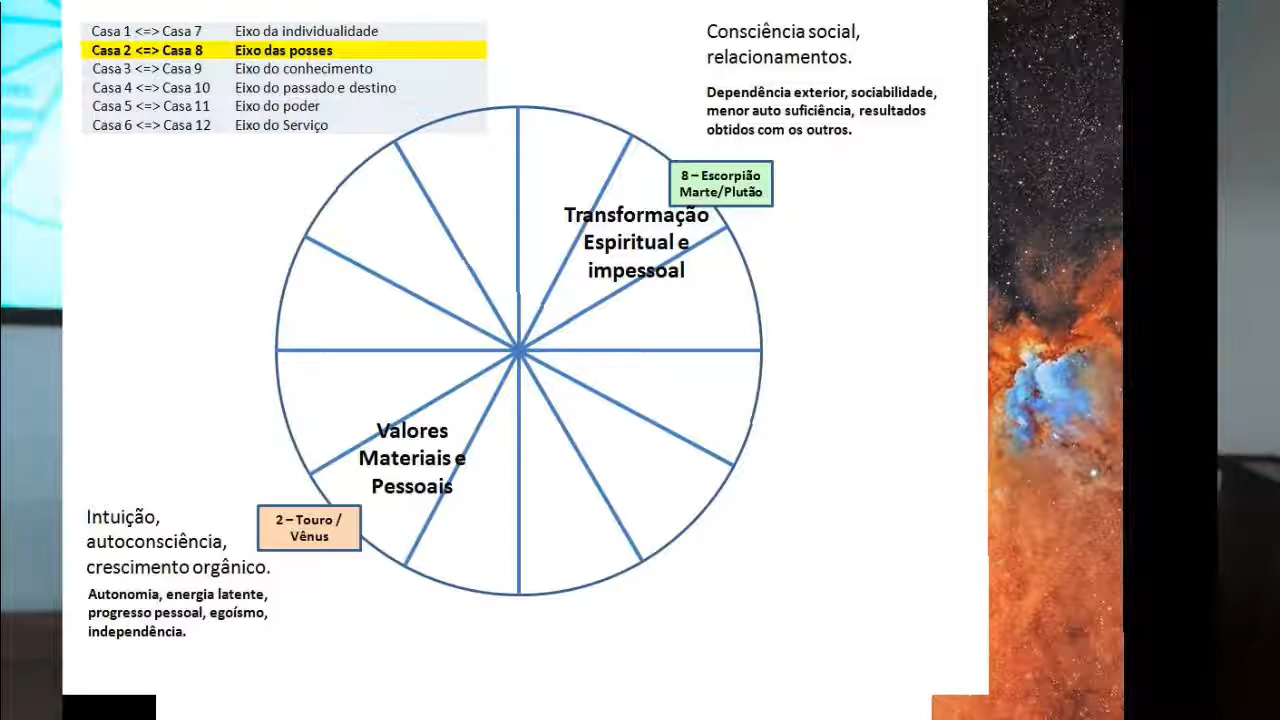 Casa 1 <=> Casa 7 Eixo da individualidade
Casa 2 <=> Casa 8 Eixo das posses
Casa 3 <=> Casa 9 Eixo do conhecimento
Casa 4 <=> Casa 10 Eixo do passado e destino
Casa 5 <=> Casa 11 Eixo do poder
Casa 6 <=> Casa 12 Eixo do Serviço
Consciência social,
relacionamentos.
Dependência exterior, sociabilidade,
menor auto suficiência, resultados
obtidos com os outros.
8 – Escorpião
Marte/Plutão
Transformação
Espiritual e
impessoal
Valores
Materiais e
Pessoais
2 – Touro /
Vênus
Intuição,
autoconsciência,
crescimento orgânico.
Autonomia, energia latente,
progresso pessoal, egoísmo,
independência.